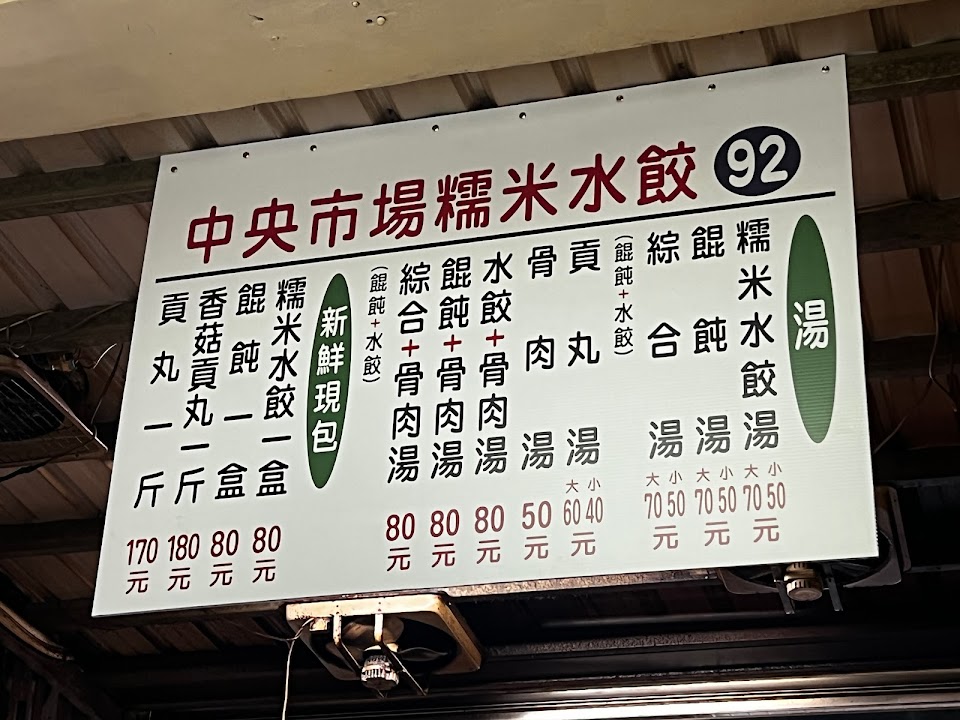 中央市場糯米水餃 92
湯
糯米水餃湯 大70 小50元
餛飩湯 大70 小50元
綜合湯 大70 小50元
(餛飩+水餃)
貢丸湯 大60 小40元
骨肉湯 50元
水餃+骨肉湯 80元
餛飩+骨肉湯 80元
綜合+骨肉湯 80元
(餛飩+水餃)
新鮮現包
糯米水餃一盒 80元
餛飩一盒 80元
香菇貢丸一斤 180元
貢丸一斤 170元